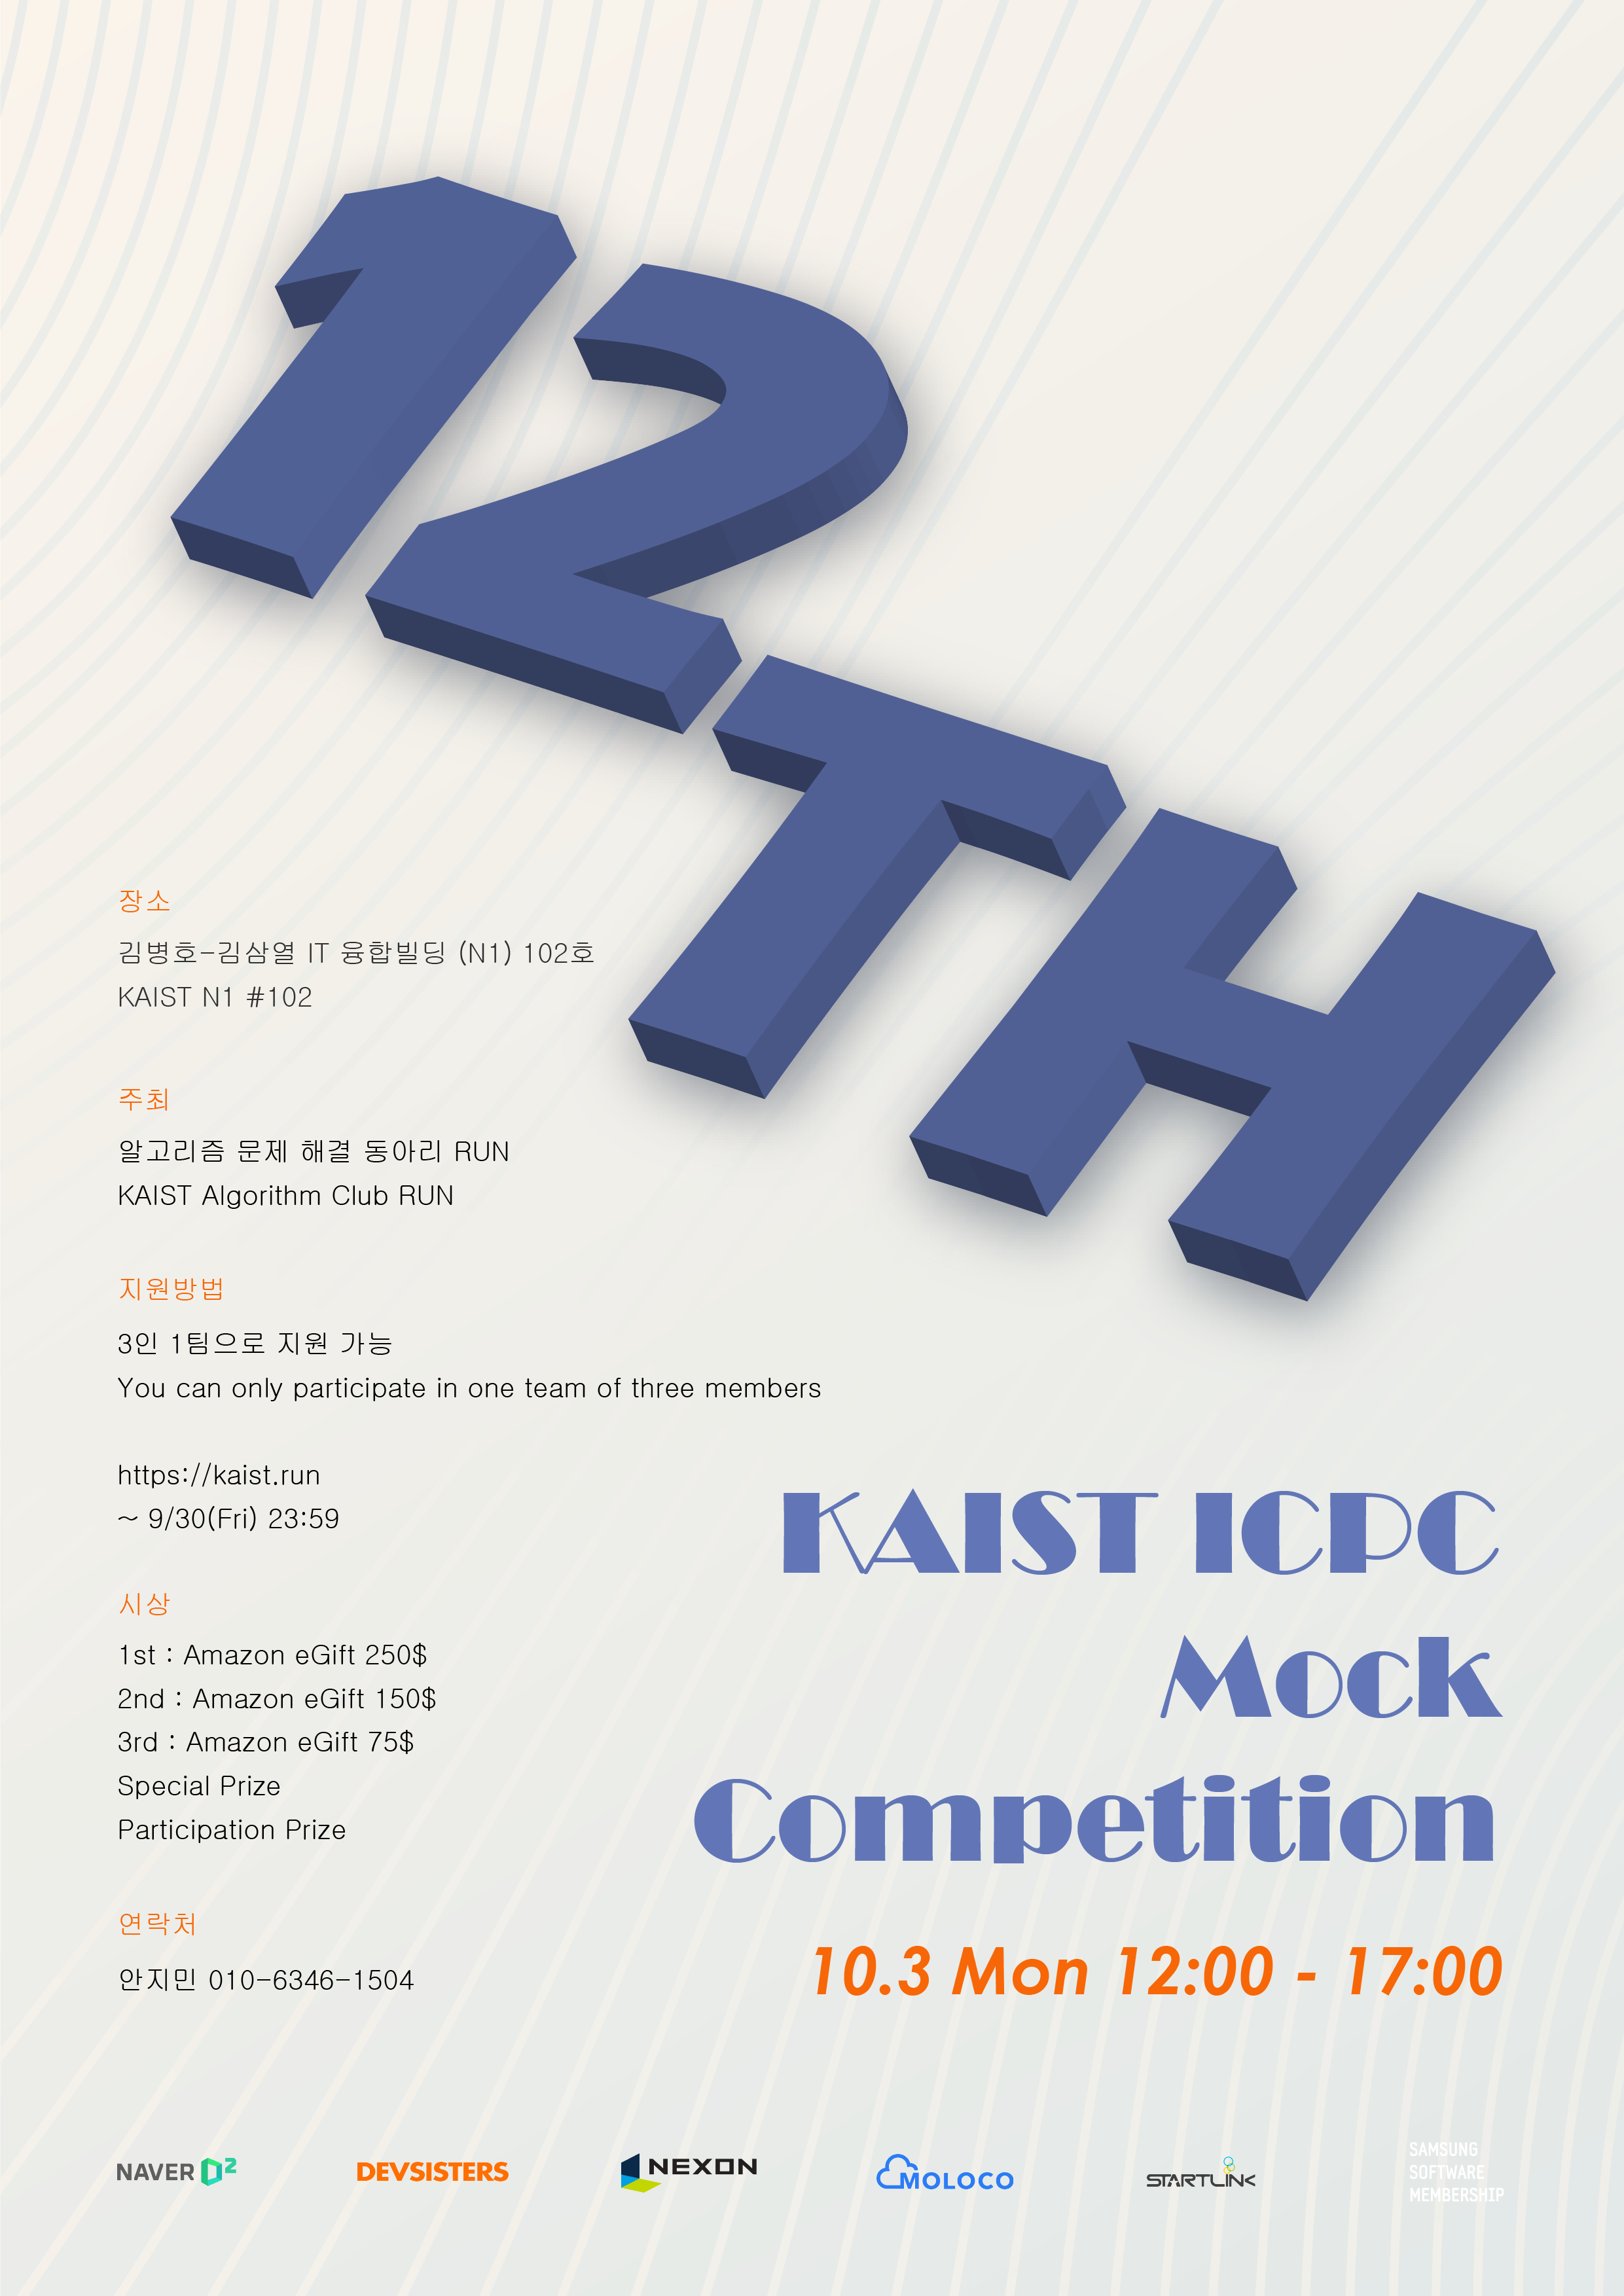 12TH
장소
김병호-김삼열 IT 융합빌딩 (N1) 102호
KAIST N1 #102
주최
알고리즘 문제 해결 동아리 RUN
KAIST Algorithm Club RUN
지원방법
3인 1팀으로 지원 가능
You can only participate in one team of three members
https://kaist.run
~ 9/30(Fri) 23:59
시상
1st : Amazon eGift 250$
2nd : Amazon eGift 150$
3rd : Amazon eGift 75$
Special Prize
Participation Prize
연락처
안지민 010-6346-1504
KAIST ICPC
Mock
Competition
10.3 Mon 12:00 - 17:00
NAVER D2
DEVSISTERS
NEXON
MOLOCO
STARTLINK
SAMSUNG
SOFTWARE
MEMBERSHIP